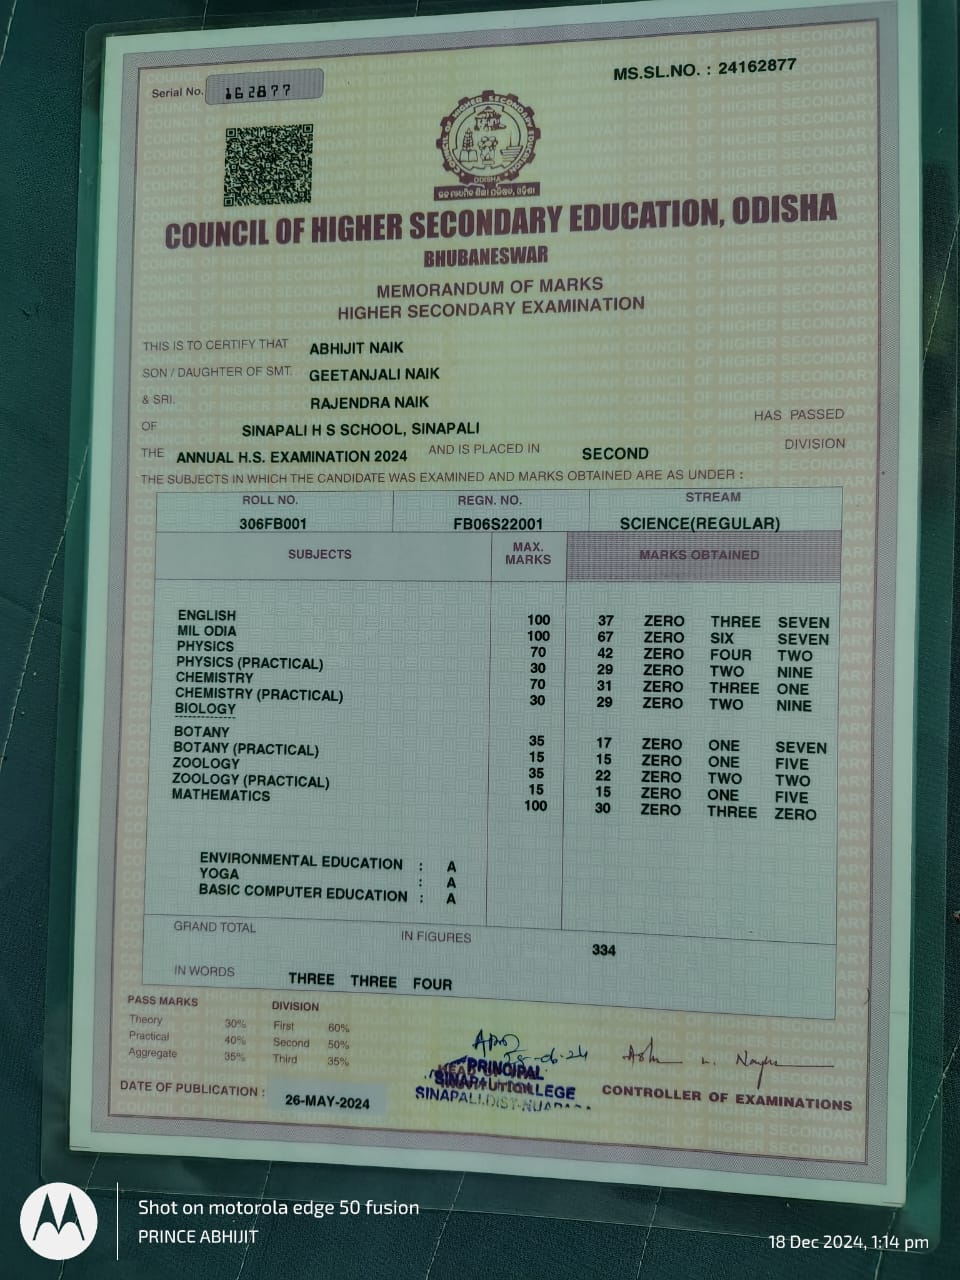 Serial No. 162877
MS.SL.NO. : 24162877
COUNCIL OF HIGHER SECONDARY EDUCATION
ODISHA
COUNCIL OF HIGHER SECONDARY EDUCATION, ODISHA
BHUBANESWAR
MEMORANDUM OF MARKS
HIGHER SECONDARY EXAMINATION
THIS IS TO CERTIFY THAT ABHIJIT NAIK
SON / DAUGHTER OF SMT. GEETANJALI NAIK
& SRI. RAJENDRA NAIK
OF SINAPALI H S SCHOOL, SINAPALI HAS PASSED
THE ANNUAL H.S. EXAMINATION 2024 AND IS PLACED IN SECOND DIVISION
THE SUBJECTS IN WHICH THE CANDIDATE WAS EXAMINED AND MARKS OBTAINED ARE AS UNDER :
ROLL NO. REGN. NO. STREAM
306FB001 FB06S22001 SCIENCE(REGULAR)
SUBJECTS MAX. MARKS MARKS OBTAINED
ENGLISH 100 37 ZERO THREE SEVEN
MIL ODIA 100 67 ZERO SIX SEVEN
PHYSICS 70 42 ZERO FOUR TWO
PHYSICS (PRACTICAL) 30 29 ZERO TWO NINE
CHEMISTRY 70 31 ZERO THREE ONE
CHEMISTRY (PRACTICAL) 30 29 ZERO TWO NINE
BIOLOGY
BOTANY 35 17 ZERO ONE SEVEN
BOTANY (PRACTICAL) 15 15 ZERO ONE FIVE
ZOOLOGY 35 22 ZERO TWO TWO
ZOOLOGY (PRACTICAL) 15 15 ZERO ONE FIVE
MATHEMATICS 100 30 ZERO THREE ZERO
ENVIRONMENTAL EDUCATION : A
YOGA : A
BASIC COMPUTER EDUCATION : A
GRAND TOTAL IN FIGURES 334
IN WORDS THREE THREE FOUR
PASS MARKS DIVISION
Theory 30% First 60%
Practical 40% Second 50%
Aggregate 35% Third 35%
PRINCIPAL
SINAPALI
DATE OF PUBLICATION : 26-MAY-2024
CONTROLLER OF EXAMINATIONS
Shot on motorola edge 50 fusion
PRINCE ABHIJIT
18 Dec 2024, 1:14 pm